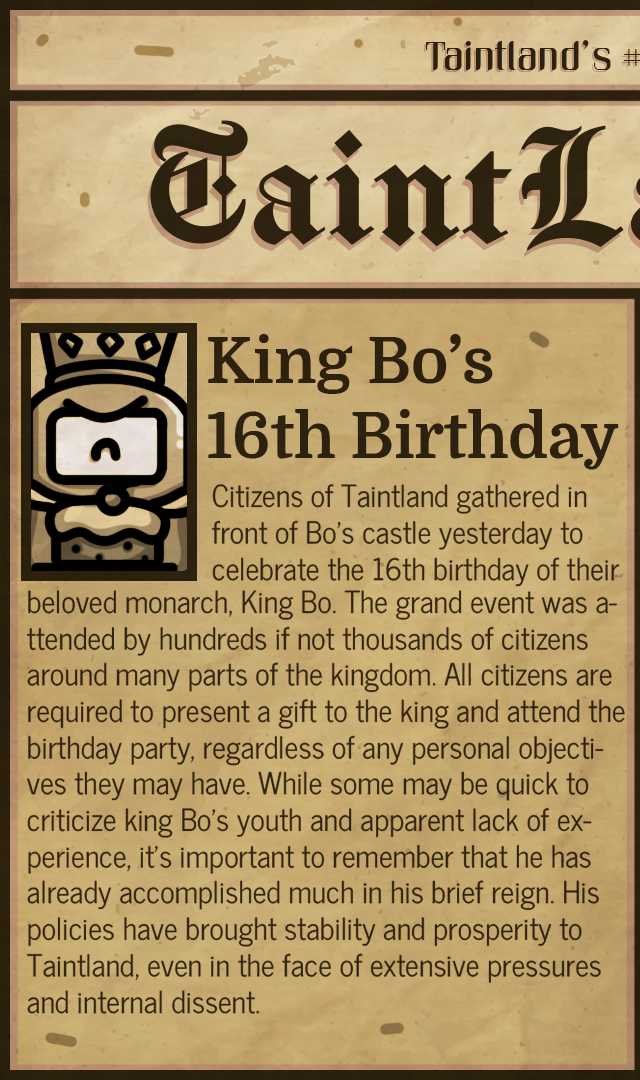 Taintland's #
TaintLa
King Bo's
16th Birthday
Citizens of Taintland gathered in
front of Bo's castle yesterday to
celebrate the 16th birthday of their
beloved monarch, King Bo. The grand event was a-
ttended by hundreds if not thousands of citizens
around many parts of the kingdom. All citizens are
required to present a gift to the king and attend the
birthday party, regardless of any personal objecti-
ves they may have. While some may be quick to
criticize king Bo's youth and apparent lack of ex-
perience, it's important to remember that he has
already accomplished much in his brief reign. His
policies have brought stability and prosperity to
Taintland, even in the face of extensive pressures
and internal dissent.